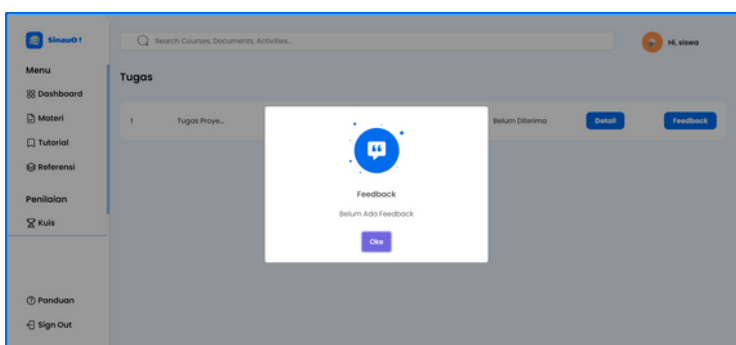 SinauO !
Search Courses, Documents, Activities...
Hi, siswa
Menu
Dashboard
Materi
Tutorial
Referensi
Penilaian
Kuis
Panduan
Sign Out
Tugas
1 Tugas Proye... Belum Diterima Detail Feedback
Feedback
Belum Ada Feedback
Oke